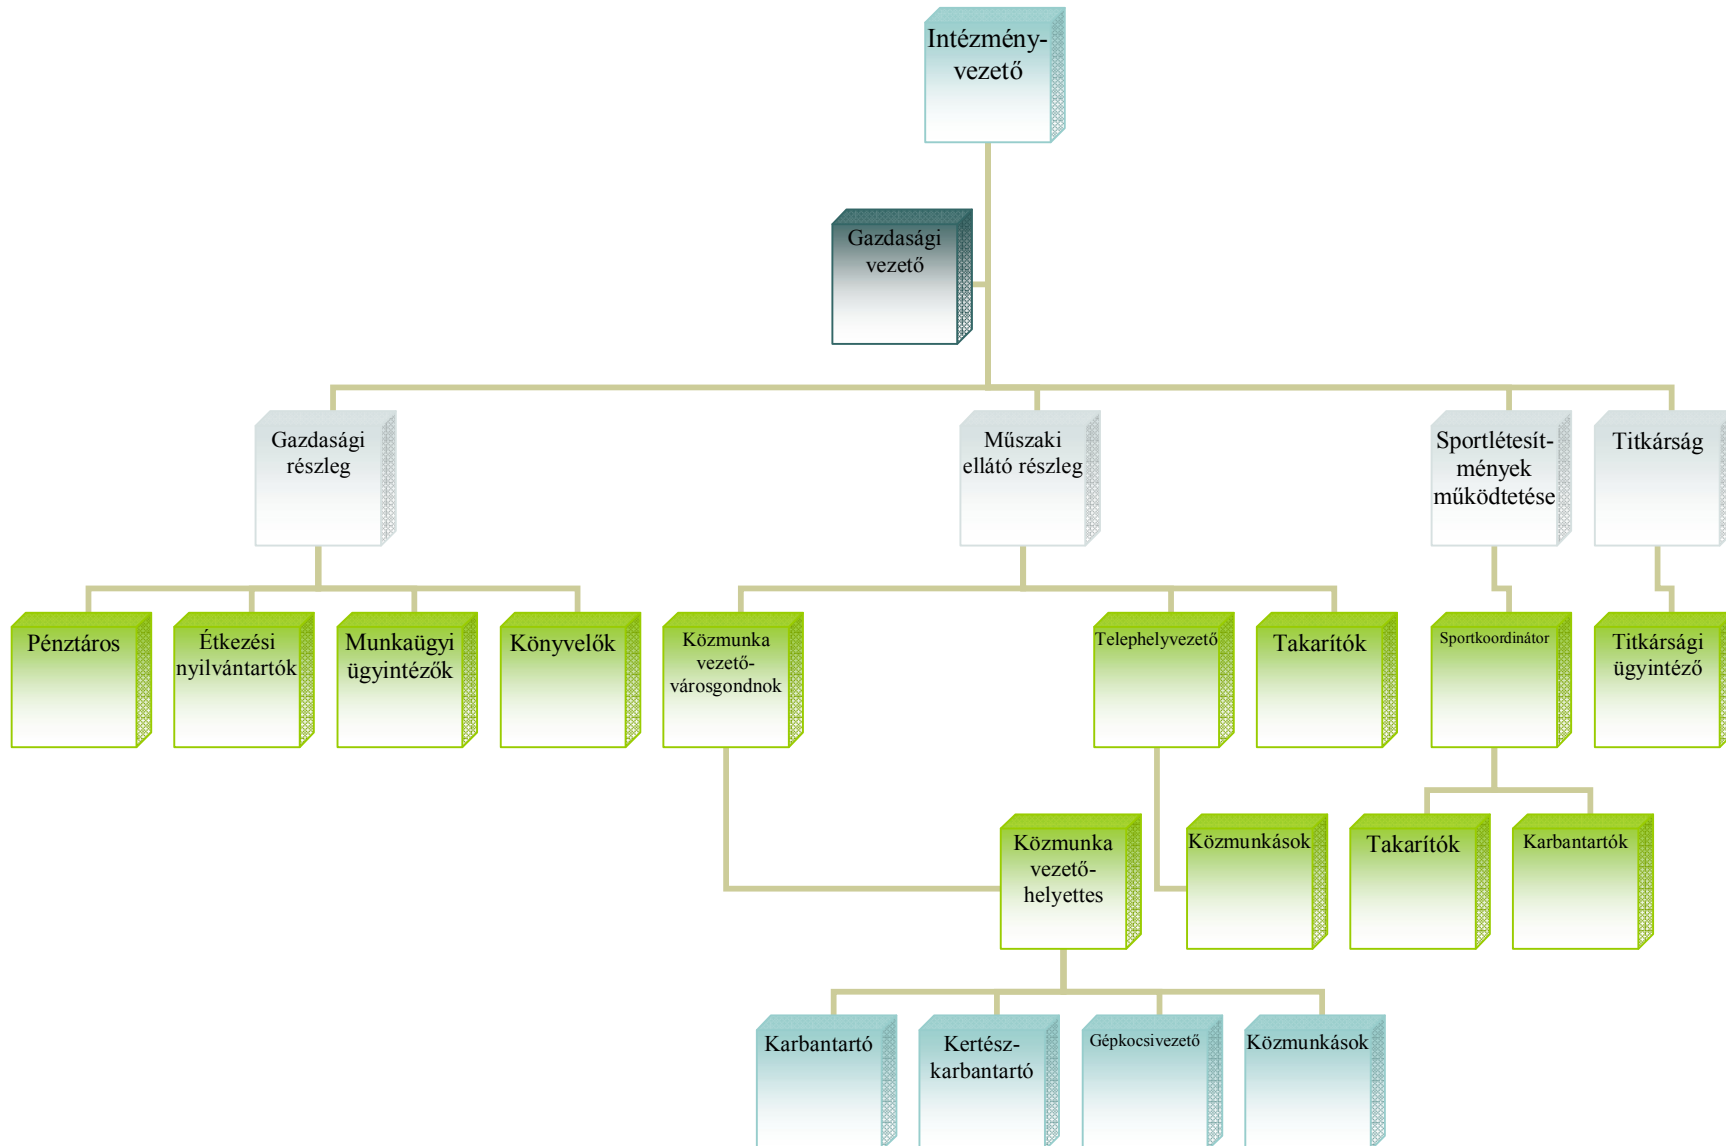 Intézmény-
vezető
Gazdasági
vezető
Gazdasági
részleg
Műszaki
ellátó részleg
Sportlétesít-
mények
működtetése
Titkárság
Pénztáros
Étkezési
nyilvántartók
Munkaügyi
ügyintézők
Könyvelők
Közmunka
vezető-
városgondnok
Telephelyvezető
Takarítók
Sportkoordinátor
Titkársági
ügyintéző
Közmunka
vezető-
helyettes
Közmunkások
Takarítók
Karbantartók
Karbantartó
Kertész-
karbantartó
Gépkocsivezető
Közmunkások